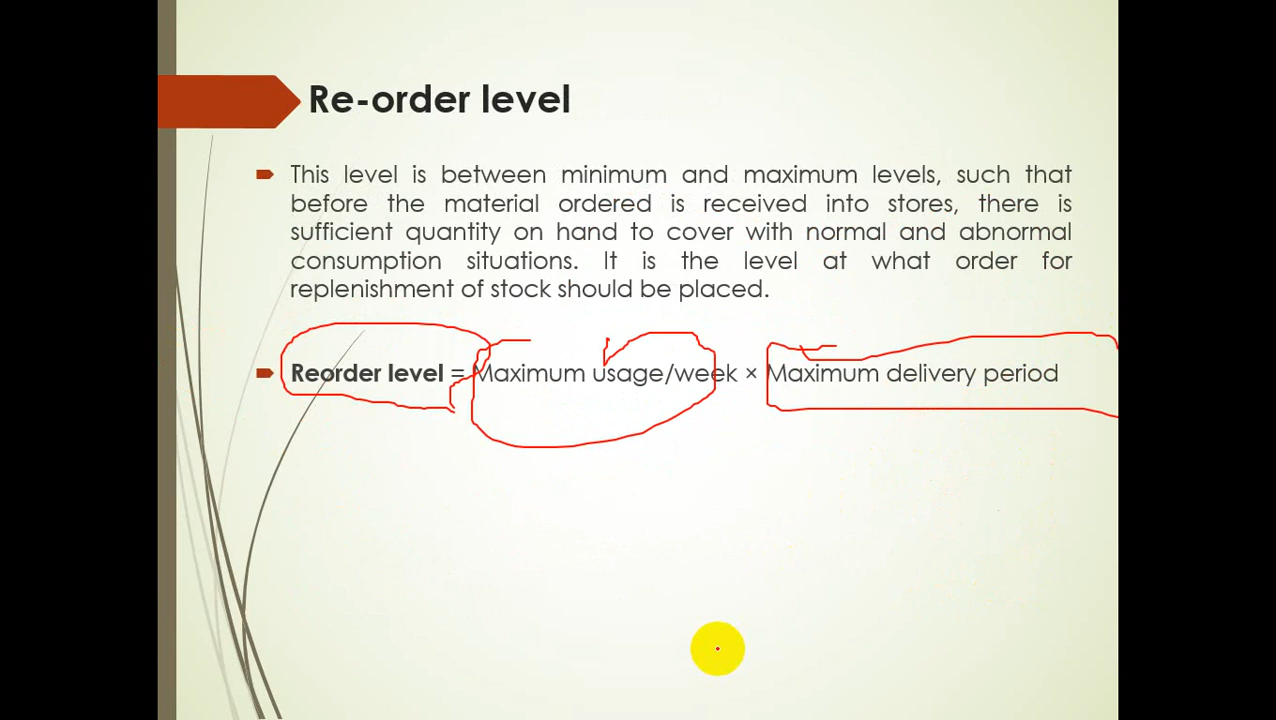 Re-order level
This level is between minimum and maximum levels, such that
before the material ordered is received into stores, there is
sufficient quantity on hand to cover with normal and abnormal
consumption situations. It is the level at what order for
replenishment of stock should be placed.
Reorder level = Maximum usage/week × Maximum delivery period